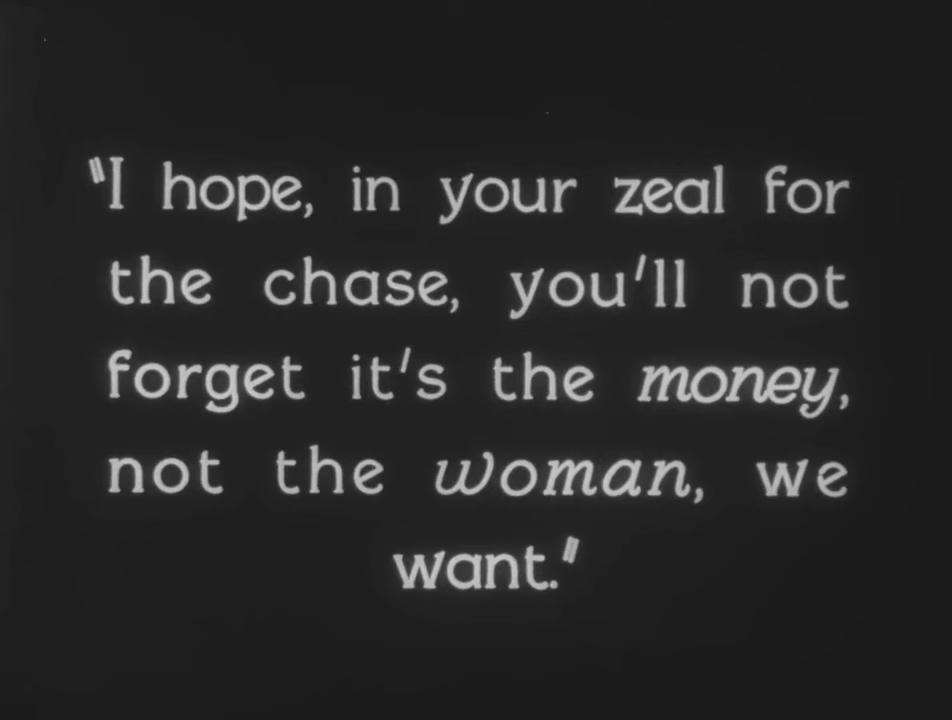 "I hope, in your zeal for
the chase, you'll not
forget it's the money,
not the woman, we
want."